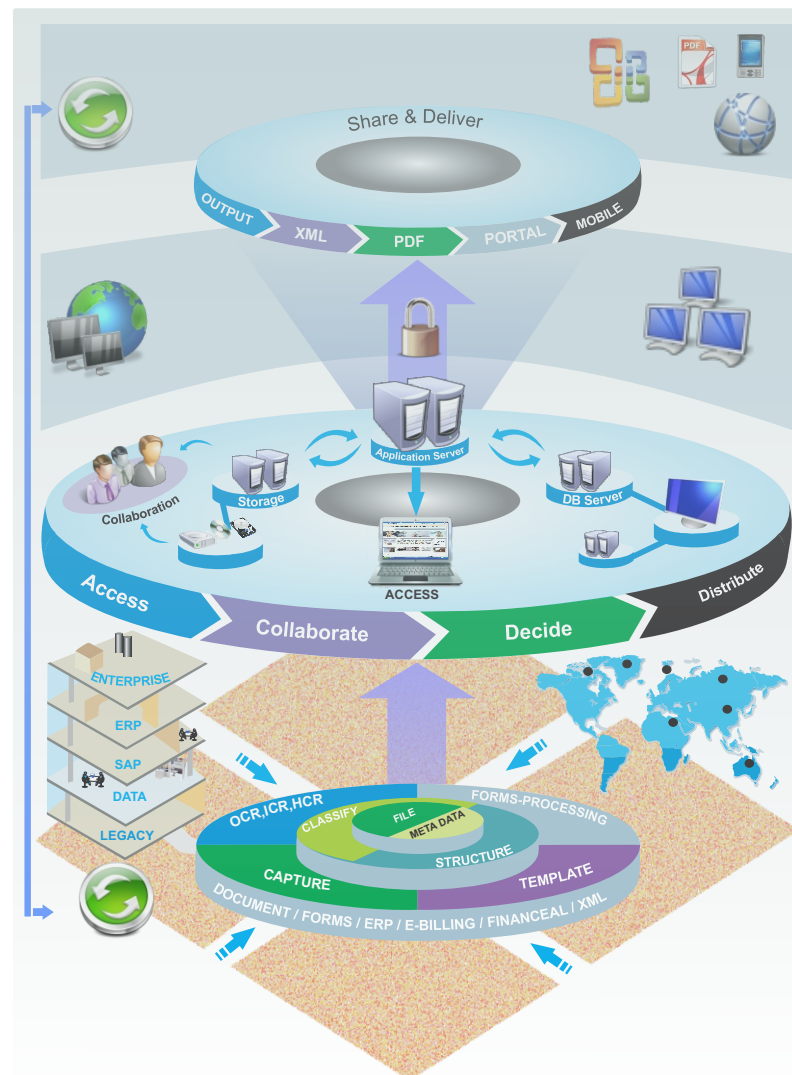 PDF
Share & Deliver
OUTPUT
XML
PDF
PORTAL
MOBILE
Application Server
Storage
DB Server
Collaboration
ACCESS
Access
Collaborate
Decide
Distribute
ENTERPRISE
ERP
SAP
DATA
LEGACY
OCR,ICR,HCR
FORMS-PROCESSING
CLASSIFY
FILE
META DATA
STRUCTURE
CAPTURE
TEMPLATE
DOCUMENT / FORMS / ERP / E-BILLING / FINANCEAL / XML